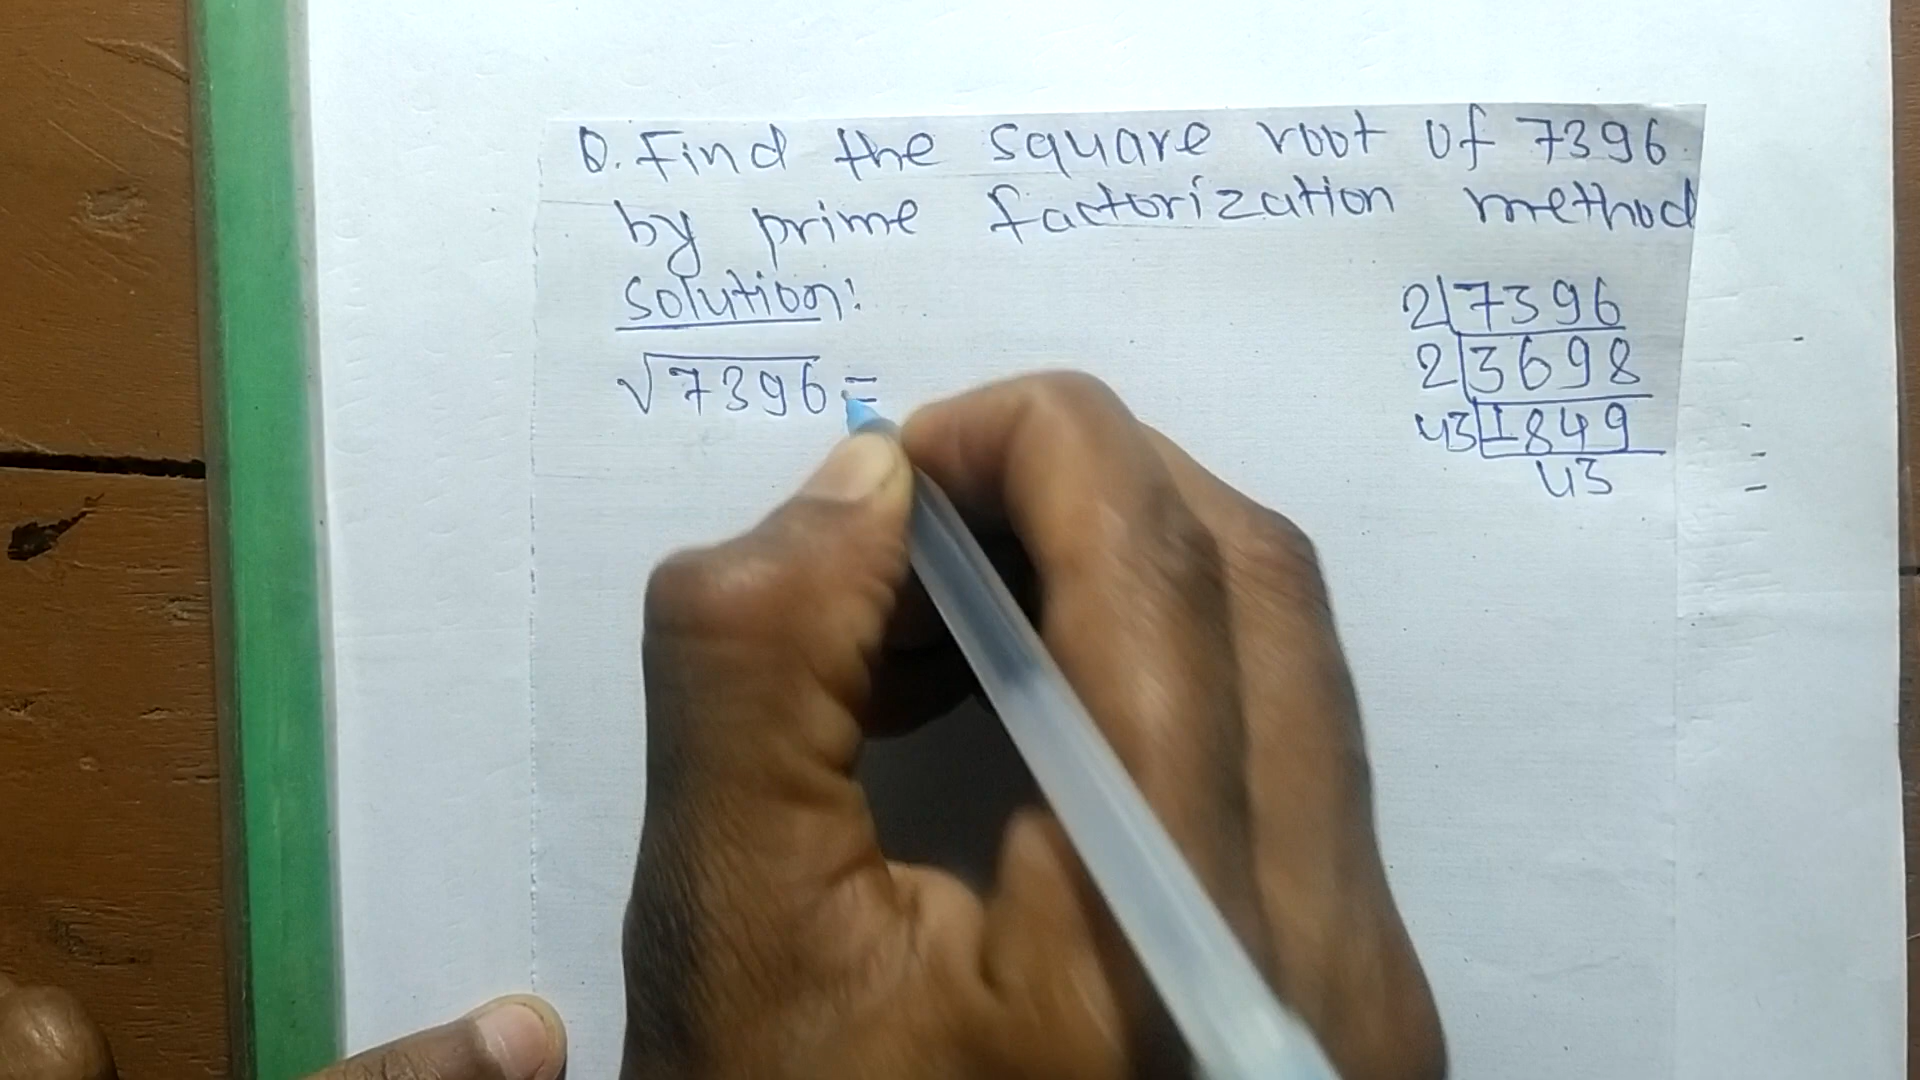 Q. Find the square root of 7396
by prime factorization method
Solution:
√7396 =
2 7396
2 3698
43 1849
43